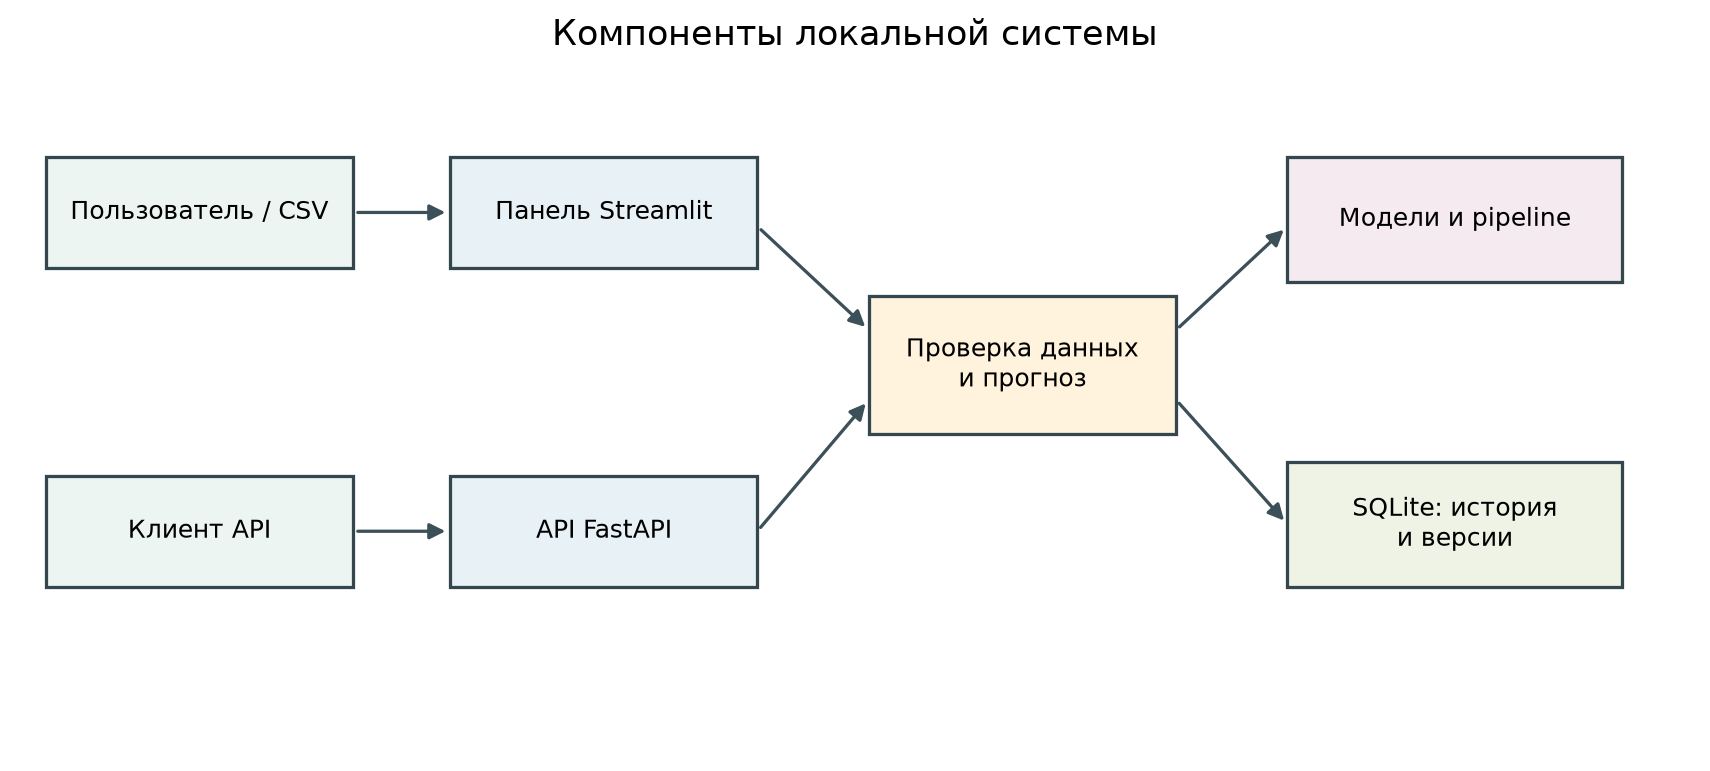 Компоненты локальной системы
Пользователь / CSV
Панель Streamlit
Модели и pipeline
Проверка данных
и прогноз
Клиент API
API FastAPI
SQLite: история
и версии